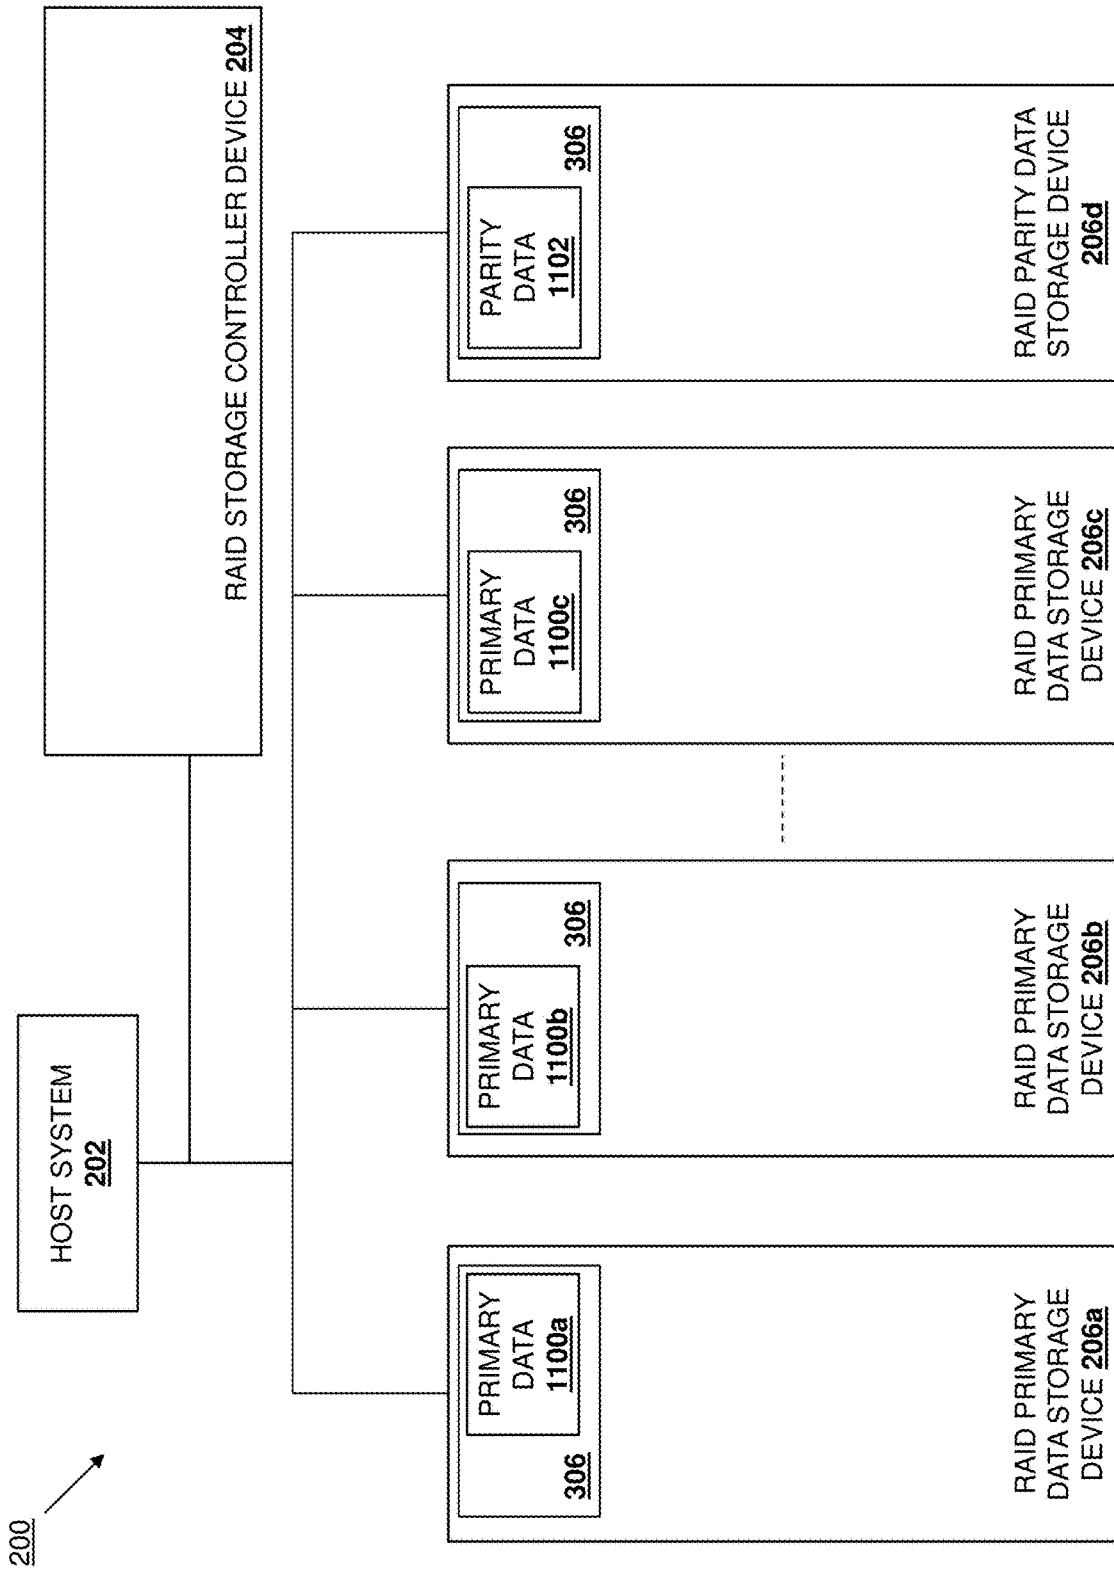 200
HOST SYSTEM
202
RAID STORAGE CONTROLLER DEVICE 204
306
PRIMARY
DATA
1100a
RAID PRIMARY
DATA STORAGE
DEVICE 206a
PRIMARY
DATA
1100b
306
RAID PRIMARY
DATA STORAGE
DEVICE 206b
PRIMARY
DATA
1100c
306
RAID PRIMARY
DATA STORAGE
DEVICE 206c
PARITY
DATA
1102
306
RAID PARITY DATA
STORAGE DEVICE
206d